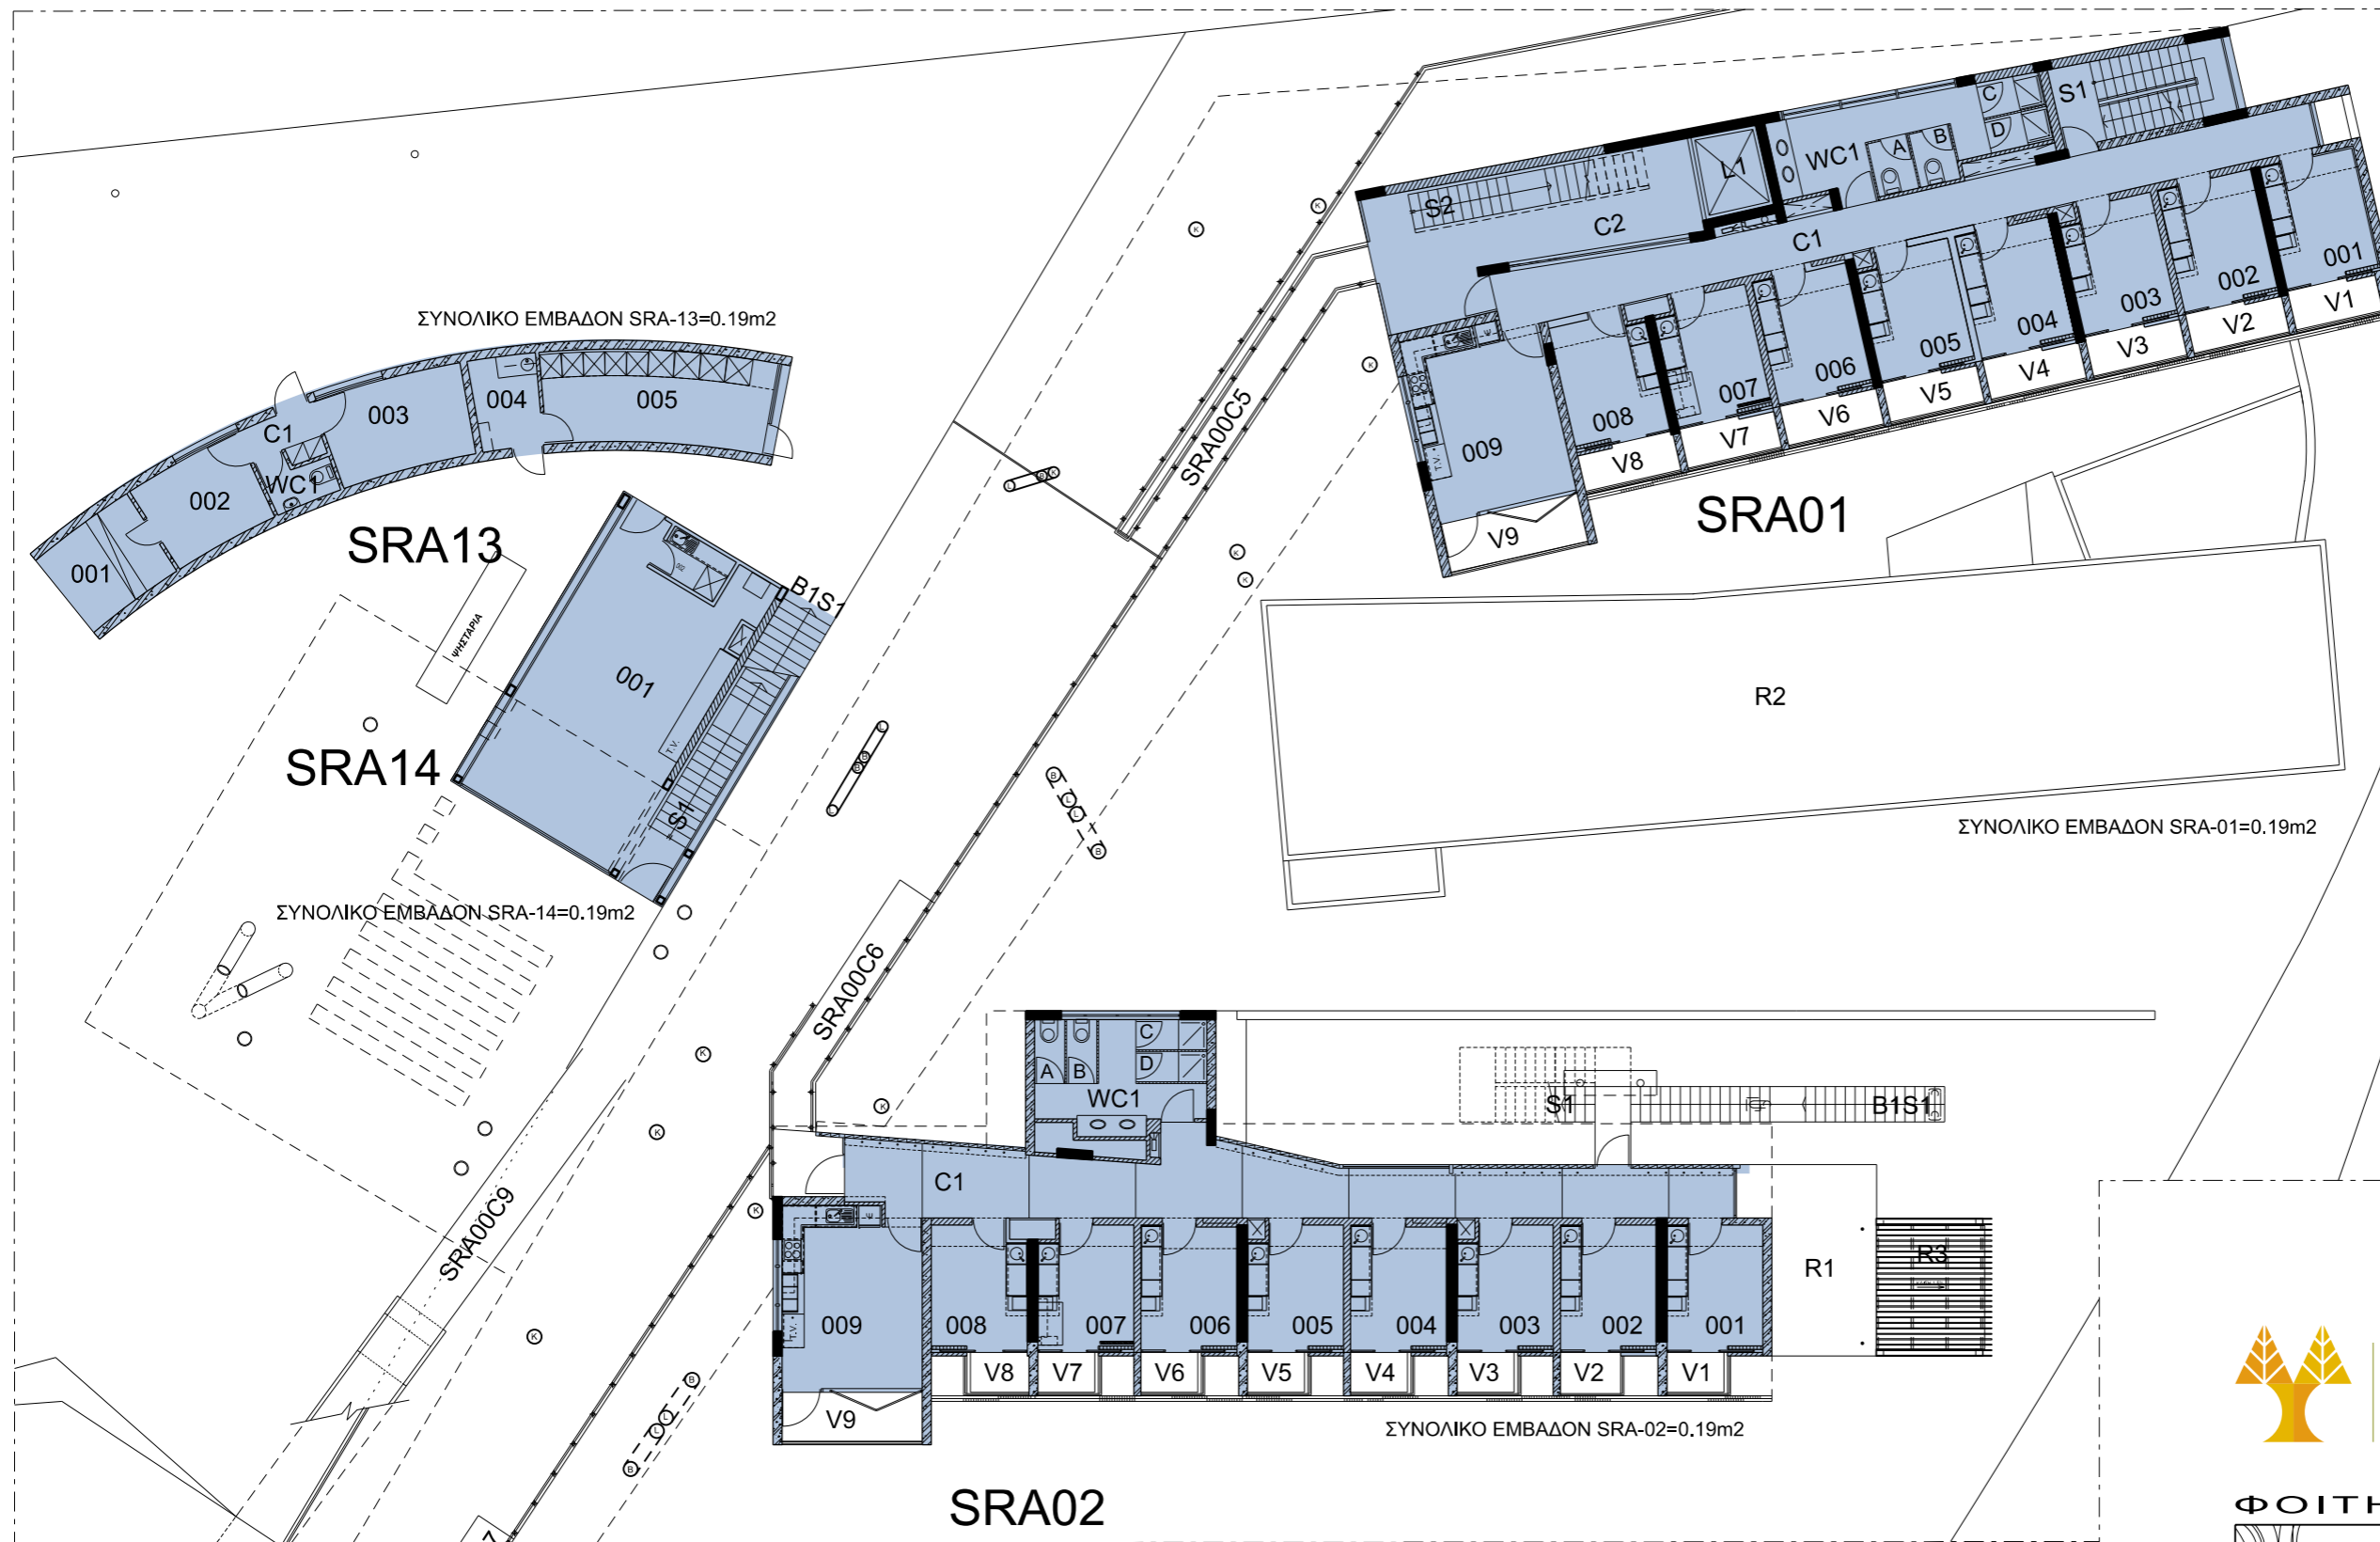 ΣΥΝΟΛΙΚΟ ΕΜΒΑΔΟΝ SRA-13=0.19m2
001
002
C1
WC1
003
004
005
SRA13
ΨΗΣΤΑΡΙΑ
SRA14
001
002
T.V.
B1S1
S1
ΣΥΝΟΛΙΚΟ ΕΜΒΑΔΟΝ SRA-14=0.19m2
SRA00C5
SRA00C6
SRA00C9
7
S2
C2
L1
WC1
A
B
C
D
S1
C1
009
008
007
006
005
004
003
002
001
T.V.
V9
V8
V7
V6
V5
V4
V3
V2
V1
SRA01
R2
ΣΥΝΟΛΙΚΟ ΕΜΒΑΔΟΝ SRA-01=0.19m2
A
B
C
D
WC1
S1
B1S1
C1
009
008
007
006
005
004
003
002
001
T.V.
R1
R3
V9
V8
V7
V6
V5
V4
V3
V2
V1
ΣΥΝΟΛΙΚΟ ΕΜΒΑΔΟΝ SRA-02=0.19m2
SRA02
ΦΟΙΤΗ